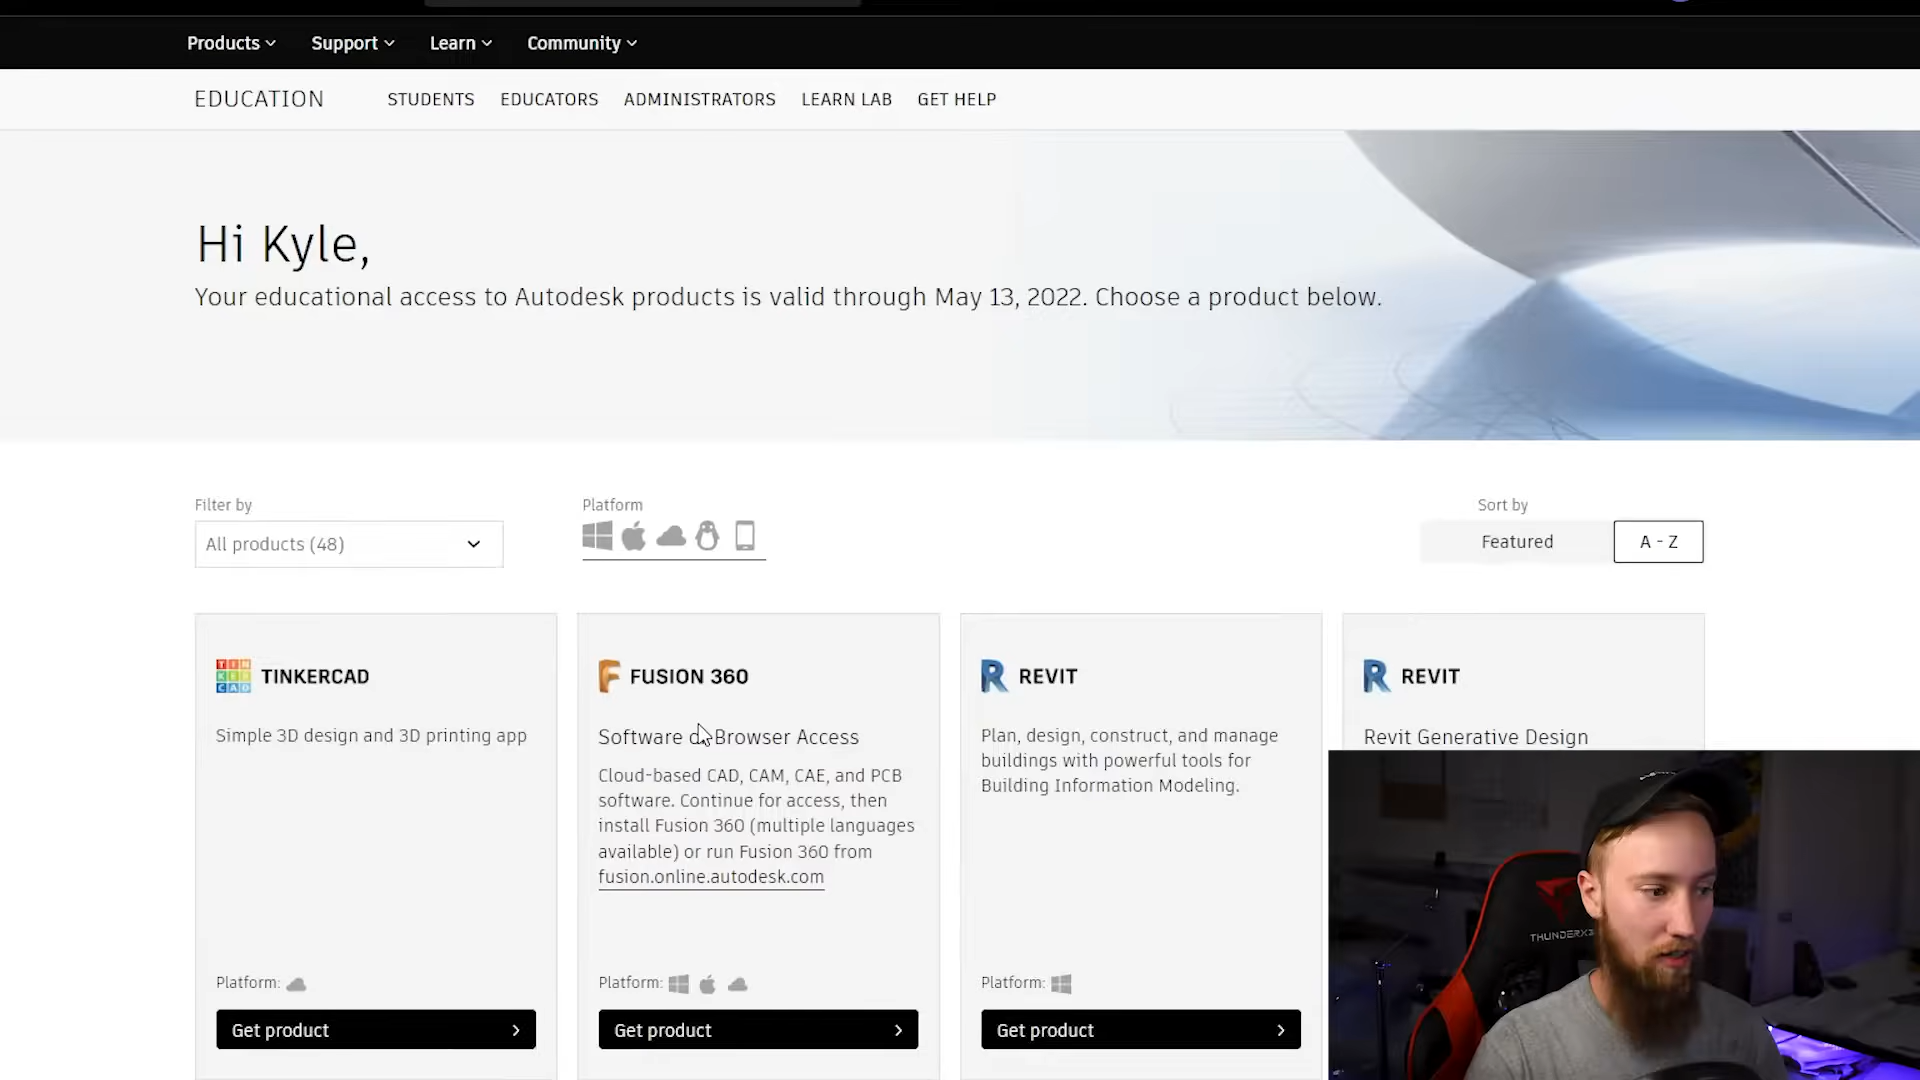 Products
Support
Learn
Community
EDUCATION
STUDENTS
EDUCATORS
ADMINISTRATORS
LEARN LAB
GET HELP
Hi Kyle,
Your educational access to Autodesk products is valid through May 13, 2022. Choose a product below.
Filter by
All products (48)
Platform
Sort by
Featured
A - Z
TINKERCAD
Simple 3D design and 3D printing app
Platform:
Get product
FUSION 360
Software or Browser Access
Cloud-based CAD, CAM, CAE, and PCB
software. Continue for access, then
install Fusion 360 (multiple languages
available) or run Fusion 360 from
fusion.online.autodesk.com
Platform:
Get product
REVIT
Plan, design, construct, and manage
buildings with powerful tools for
Building Information Modeling.
Platform:
Get product
REVIT
Revit Generative Design